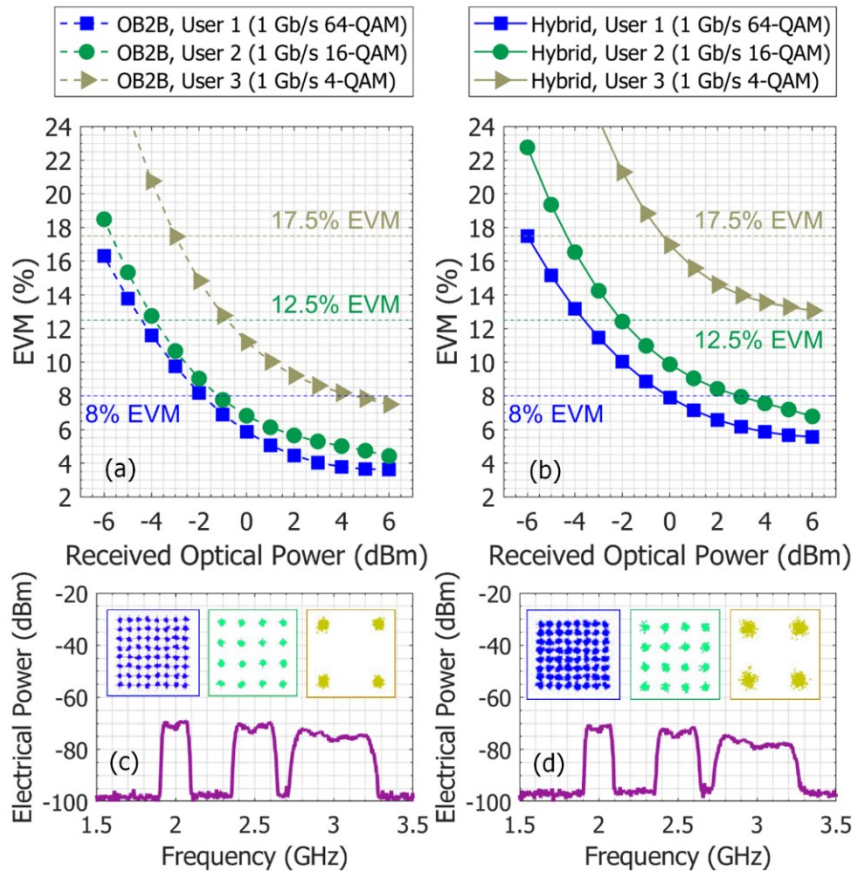 OB2B, User 1 (1 Gb/s 64-QAM)
OB2B, User 2 (1 Gb/s 16-QAM)
OB2B, User 3 (1 Gb/s 4-QAM)
Hybrid, User 1 (1 Gb/s 64-QAM)
Hybrid, User 2 (1 Gb/s 16-QAM)
Hybrid, User 3 (1 Gb/s 4-QAM)
EVM (%)
24
22
20
18
16
14
12
10
8
6
4
2
17.5% EVM
12.5% EVM
8% EVM
(a)
-6 -4 -2 0 2 4 6
Received Optical Power (dBm)
EVM (%)
24
22
20
18
16
14
12
10
8
6
4
2
17.5% EVM
12.5% EVM
8% EVM
(b)
-6 -4 -2 0 2 4 6
Received Optical Power (dBm)
Electrical Power (dBm)
-20
-40
-60
-80
-100
(c)
1.5 2 2.5 3 3.5
Frequency (GHz)
Electrical Power (dBm)
-20
-40
-60
-80
-100
(d)
1.5 2 2.5 3 3.5
Frequency (GHz)